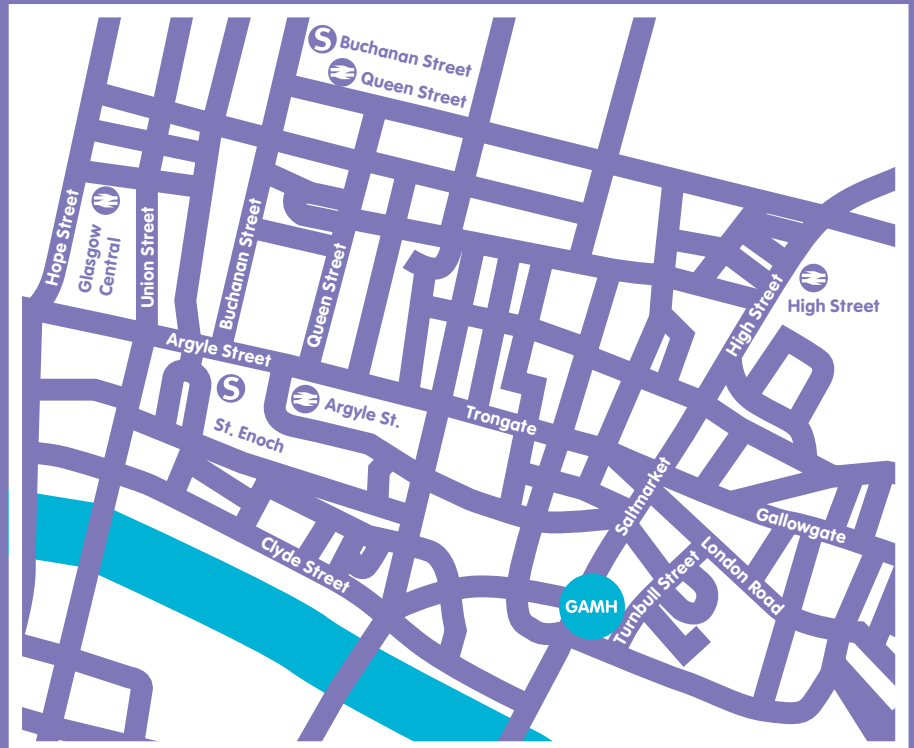 S Buchanan Street
Queen Street
Hope Street
Glasgow
Central
Union Street
Buchanan Street
Queen Street
High Street
High Street
Argyle Street
S
Argyle St.
St. Enoch
Trongate
Saltmarket
Gallowgate
Clyde Street
London Road
Turnbull Street
GAMH